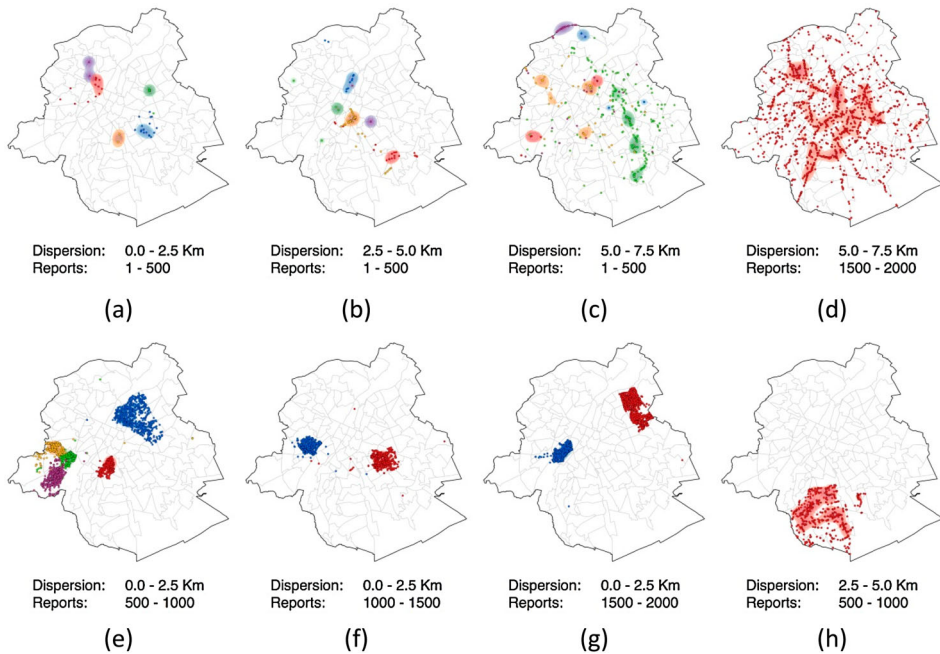 Dispersion: 0.0 - 2.5 Km
Reports: 1 - 500
(a)
Dispersion: 2.5 - 5.0 Km
Reports: 1 - 500
(b)
Dispersion: 5.0 - 7.5 Km
Reports: 1 - 500
(c)
Dispersion: 5.0 - 7.5 Km
Reports: 1500 - 2000
(d)
Dispersion: 0.0 - 2.5 Km
Reports: 500 - 1000
(e)
Dispersion: 0.0 - 2.5 Km
Reports: 1000 - 1500
(f)
Dispersion: 0.0 - 2.5 Km
Reports: 1500 - 2000
(g)
Dispersion: 2.5 - 5.0 Km
Reports: 500 - 1000
(h)